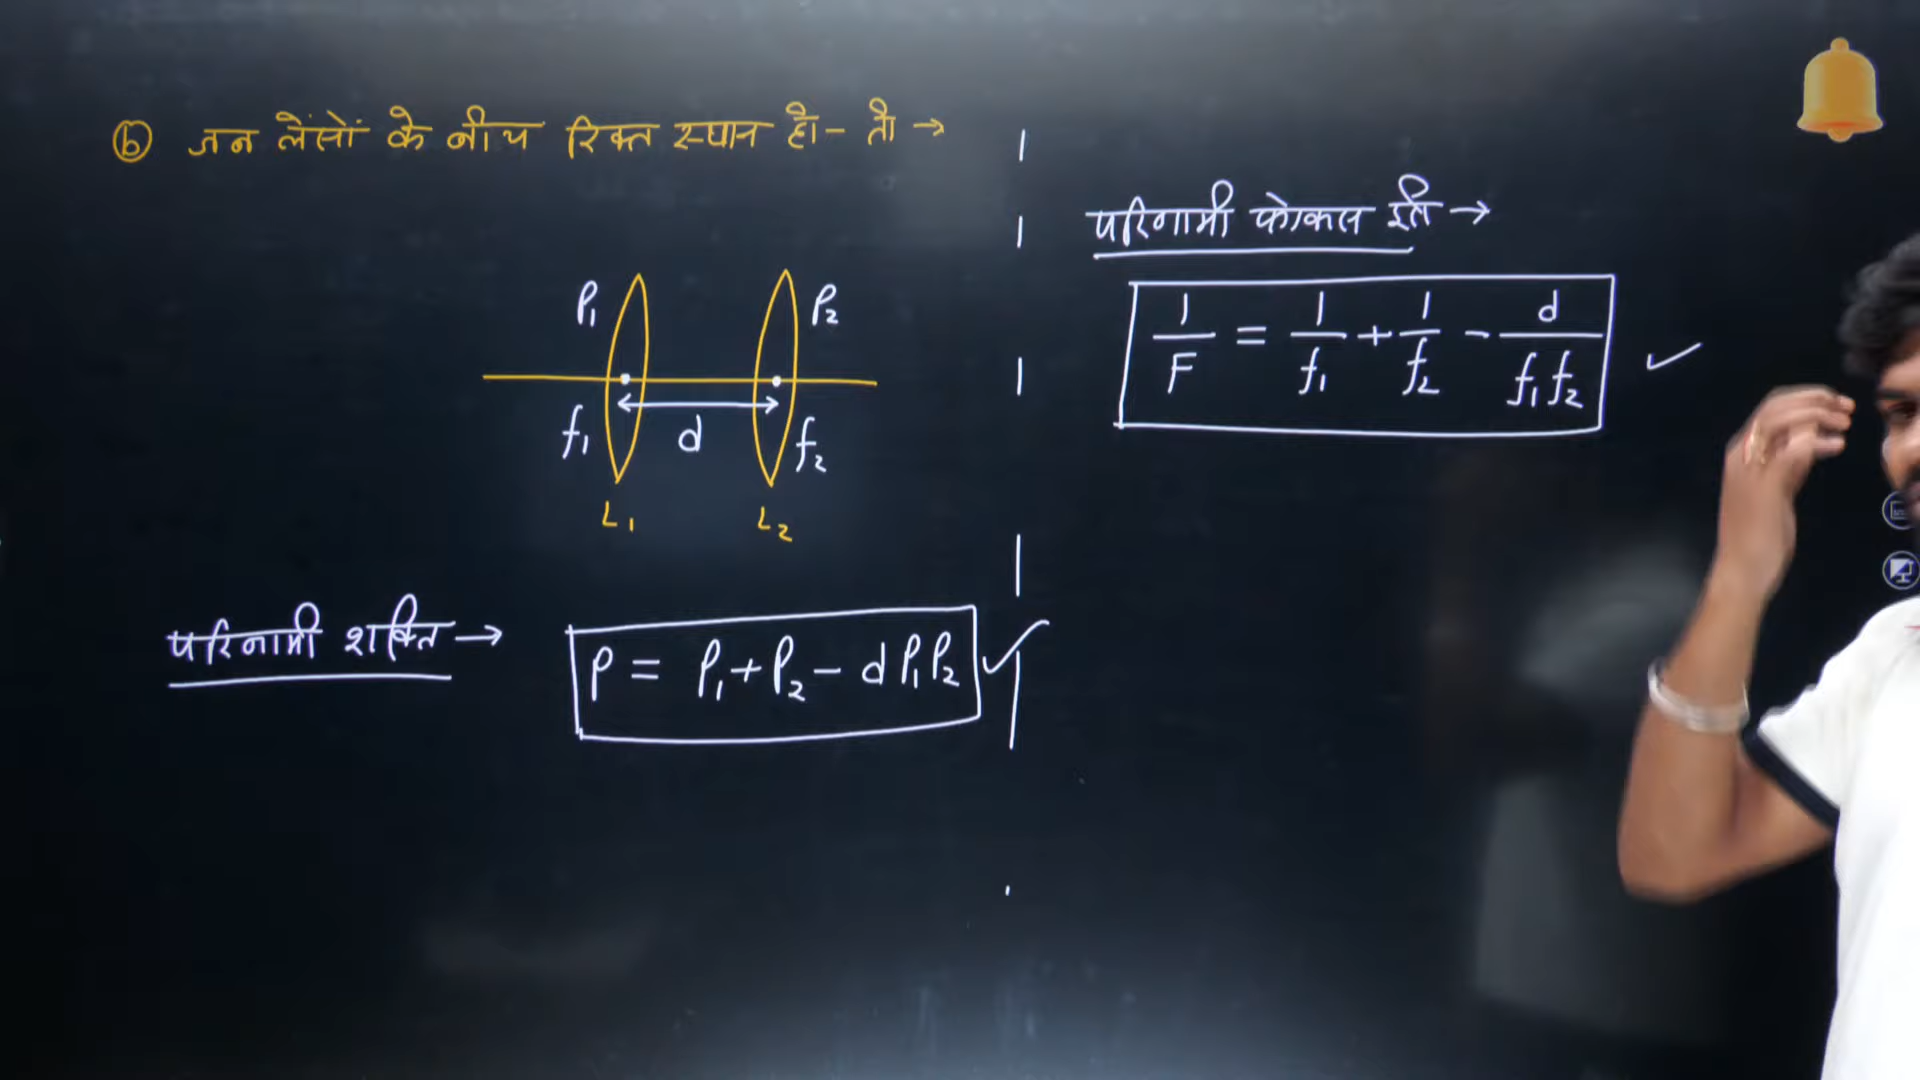 ⓑ जब लेंसों के बीच रिक्त स्थान हो- तो →
P₁ P₂
f₁ d f₂
L₁ L₂
परिणामी शक्ति → P = P₁ + P₂ - d P₁P₂ ✓
परिणामी फोकस दूरी →
1/F = 1/f₁ + 1/f₂ - d/f₁f₂ ✓